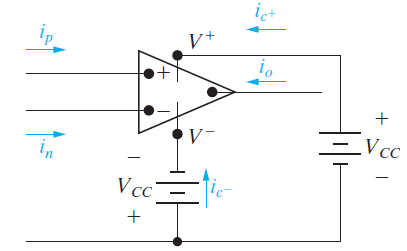 i_{c^+}
i_p
V^+
+
i_o
−
+
i_n
V^−
V_{CC}
−
−
V_{CC}
i_{c^−}
+